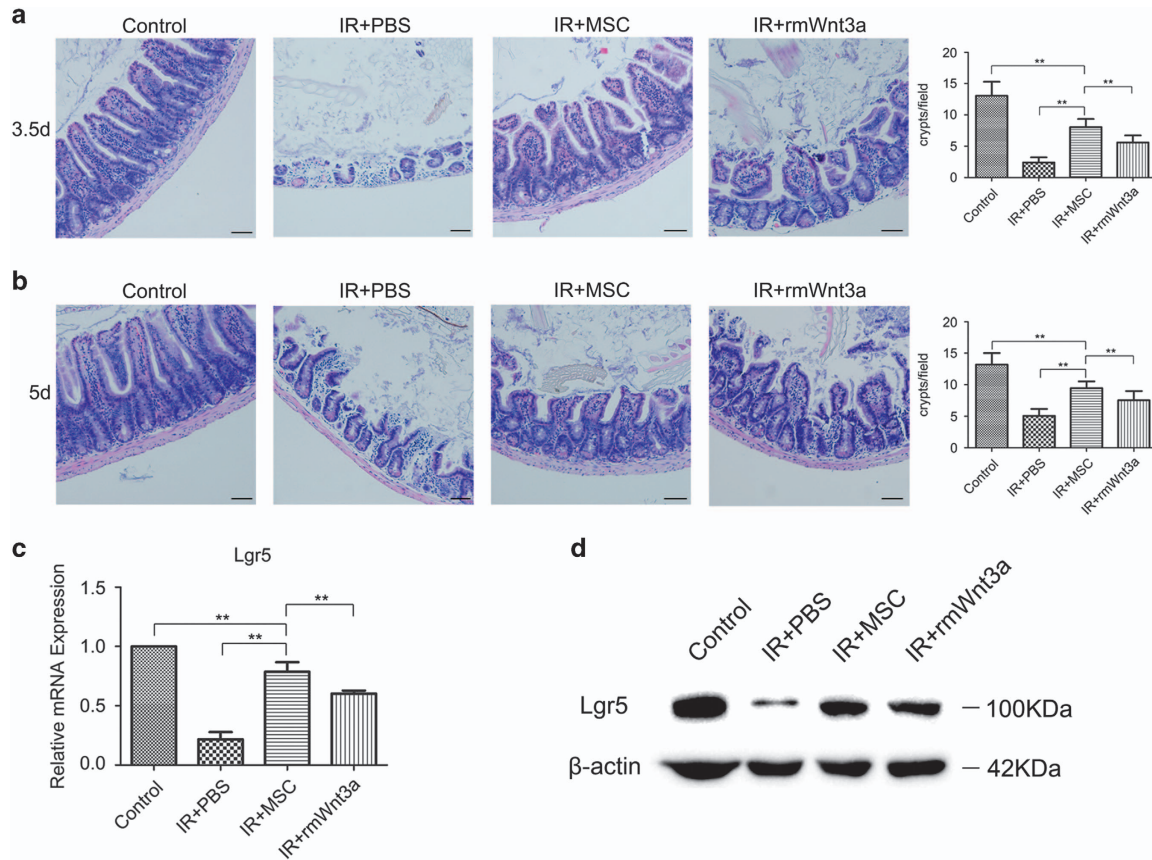 a
Control IR+PBS IR+MSC IR+rmWnt3a
3.5d
20
15
10
5
0
crypts/field
** ** **
Control IR+PBS IR+MSC IR+rmWnt3a
b
Control IR+PBS IR+MSC IR+rmWnt3a
5d
20
15
10
5
0
crypts/field
** ** **
Control IR+PBS IR+MSC IR+rmWnt3a
c
Lgr5
Relative mRNA Expression
1.5
1.0
0.5
0.0
** ** **
Control IR+PBS IR+MSC IR+rmWnt3a
d
Control IR+PBS IR+MSC IR+rmWnt3a
Lgr5 — 100KDa
β-actin — 42KDa